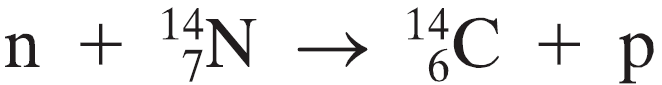 n + ¹⁴₇N → ¹⁴₆C + p